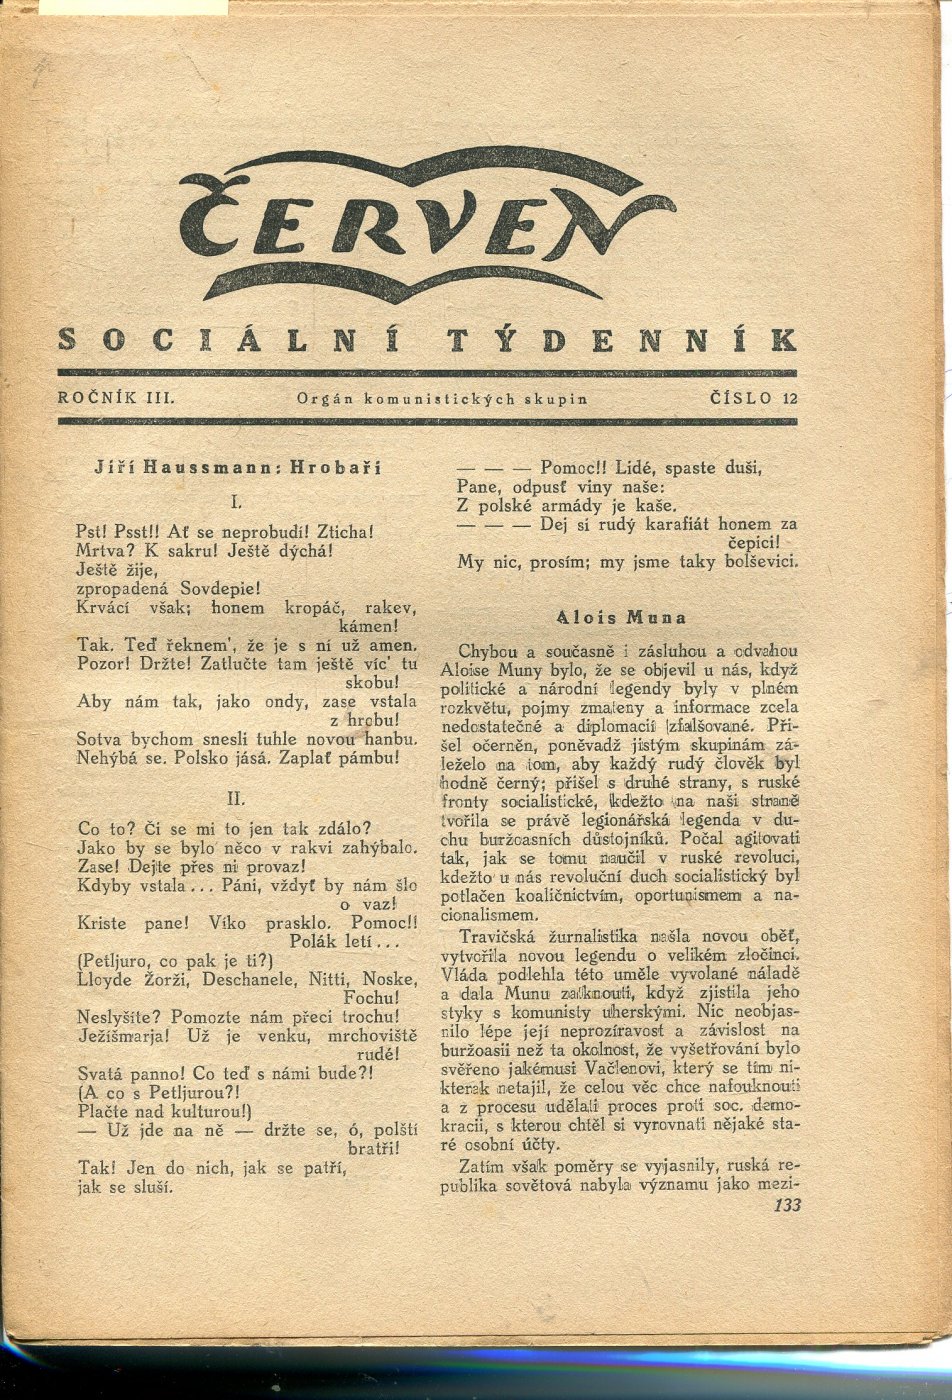 ČERVEN
SOCIÁLNÍ TÝDENNÍK
ROČNÍK III. Orgán komunistických skupin ČÍSLO 12
Jiří Haussmann: Hrobaři
I.
Pst! Psst!! Ať se neprobudí! Zticha!
Mrtva? K sakru! Ještě dýchá!
Ještě žije,
zpropadená Sovdepie!
Krvácí však; honem kropáč, rakev,
kámen!
Tak. Teď řeknem', že je s ní už amen.
Pozor! Držte! Zatlučte tam ještě víc' tu
skobu!
Aby nám tak, jako ondy, zase vstala
z hrobu!
Sotva bychom snesli tuhle novou hanbu.
Nehýbá se. Polsko jásá. Zaplať pámbu!
II.
Co to? Či se mi to jen tak zdálo?
Jako by se bylo něco v rakvi zahýbalo.
Zase! Dejte přes ni provaz!
Kdyby vstala... Páni, vždyť by nám šlo
o vaz!
Kriste pane! Víko prasklo. Pomoc!!
Polák letí...
(Petljuro, co pak je ti?)
Lloyde Žorži, Deschanele, Nitti, Noske,
Fochu!
Neslyšíte? Pomozte nám přeci trochu!
Ježíšmarja! Už je venku, mrchoviště
rudé!
Svatá panno! Co teď s námi bude?!
(A co s Petljurou?!
Plačte nad kulturou!)
— Už jde na ně — držte se, ó, polští
bratři!
Tak! Jen do nich, jak se patří,
jak se sluší.
— — — Pomoc!! Lidé, spaste duši,
Pane, odpusť viny naše:
Z polské armády je kaše.
— — — Dej si rudý karafiát honem za
čepici!
My nic, prosím; my jsme taky bolševici.
Alois Muna
Chybou a současně i zásluhou a odvahou
Aloise Muny bylo, že se objevil u nás, když
politické a národní legendy byly v plném
rozkvětu, pojmy zmateny a informace zcela
nedostatečné a diplomacií zfalšované. Při-
šel očerněn, poněvadž jistým skupinám zá-
leželo na tom, aby každý rudý člověk byl
hodně černý; přišel s druhé strany, s ruské
fronty socialistické, kdežto na naší straně
tvořila se právě legionářská legenda v du-
chu buržoasních důstojníků. Počal agitovati
tak, jak se tomu naučil v ruské revoluci,
kdežto u nás revoluční duch socialistický byl
potlačen koaličnictvím, oportunismem a na-
cionalismem.
Travičská žurnalistika našla novou oběť,
vytvořila novou legendu o velikém zločinci.
Vláda podlehla této uměle vyvolané náladě
a dala Munu zatknouti, když zjistila jeho
styky s komunisty uherskými. Nic neobjas-
nilo lépe její neprozíravost a závislost na
buržoasii než ta okolnost, že vyšetřování bylo
svěřeno jakémusi Vačlenovi, který se tím ni-
kterak netajil, že celou věc chce nafouknouti
a z procesu udělati proces proti soc. demo-
kracii, s kterou chtěl si vyrovnati nějaké sta-
ré osobní účty.
Zatím však poměry se vyjasnily, ruská re-
publika sovětová nabyla významu jako mezi-
133